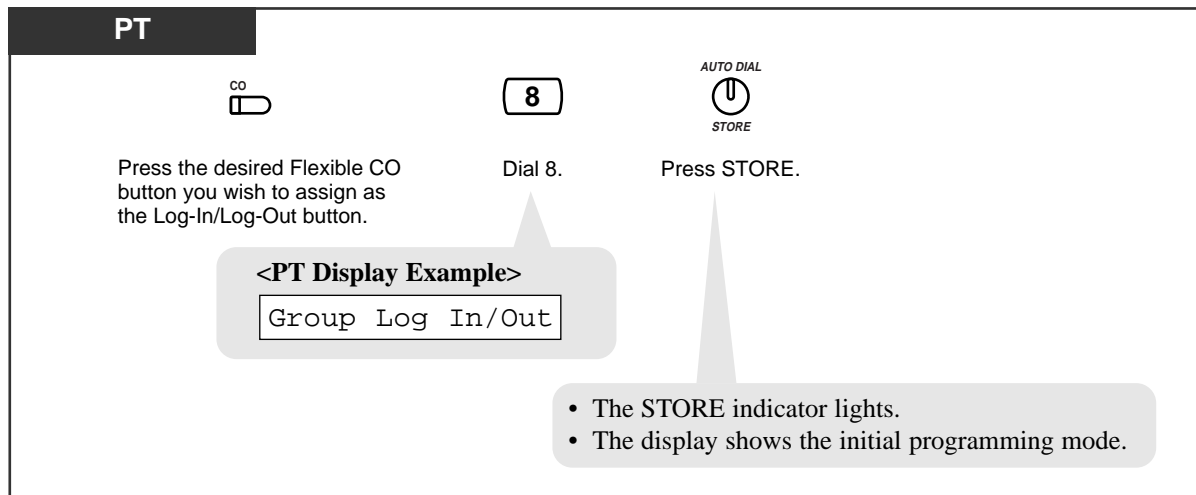 PT
CO
8
AUTO DIAL
STORE
Press the desired Flexible CO
button you wish to assign as
the Log-In/Log-Out button.
Dial 8.
Press STORE.
<PT Display Example>
Group Log In/Out
• The STORE indicator lights.
• The display shows the initial programming mode.